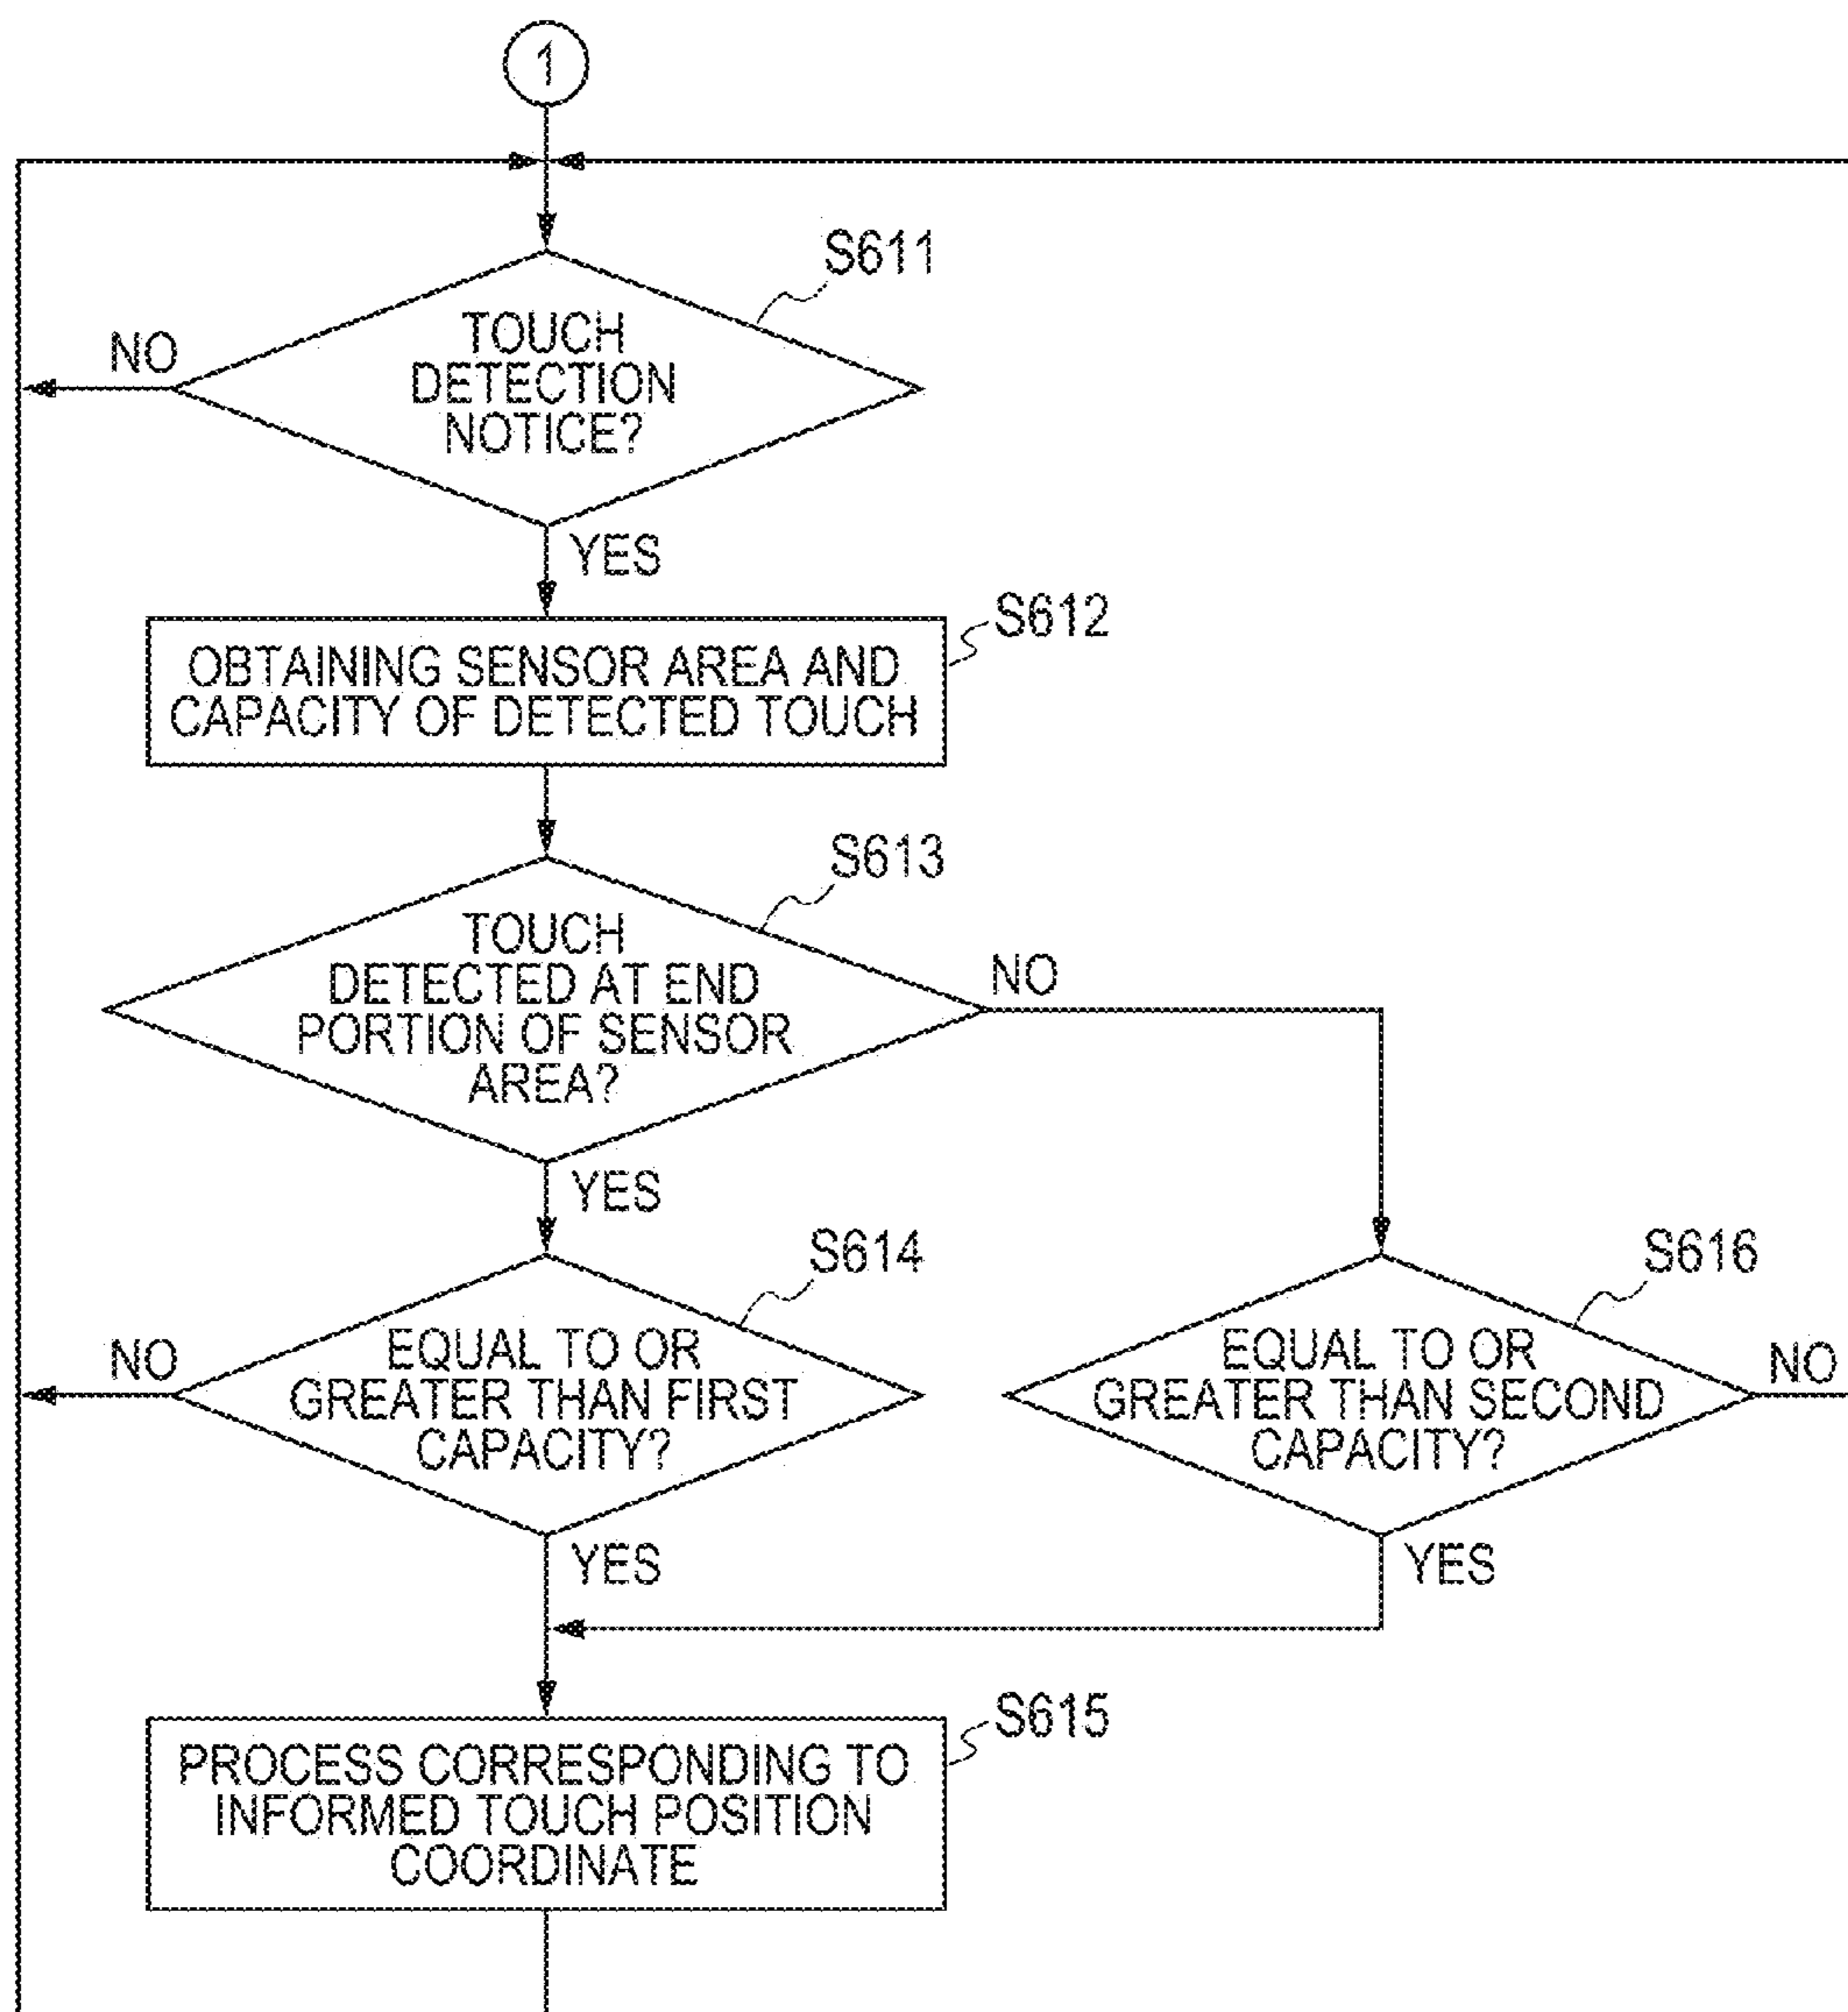 1
S611
TOUCH
DETECTION
NOTICE?
NO
YES
S612
OBTAINING SENSOR AREA AND
CAPACITY OF DETECTED TOUCH
S613
TOUCH
DETECTED AT END
PORTION OF SENSOR
AREA?
NO
YES
S614
EQUAL TO OR
GREATER THAN FIRST
CAPACITY?
NO
YES
S616
EQUAL TO OR
GREATER THAN SECOND
CAPACITY?
NO
YES
S615
PROCESS CORRESPONDING TO
INFORMED TOUCH POSITION
COORDINATE